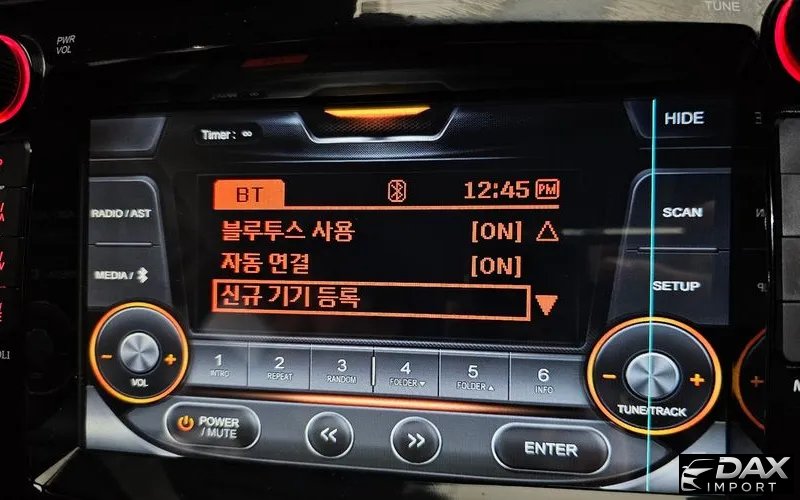 TUNE
PWR
VOL
Timer : ∞
HIDE
BT
12:45 PM
RADIO / AST
블루투스 사용 [ON] △
SCAN
자동 연결 [ON]
MEDIA /
신규 기기 등록 ▼
SETUP
- +
VOL
1
INTRO
2
REPEAT
3
RANDOM
4
FOLDER ▼
5
FOLDER ▲
6
INFO
- +
TUNE/TRACK
POWER
/ MUTE
<<
>>
ENTER
DAX
IMPORT